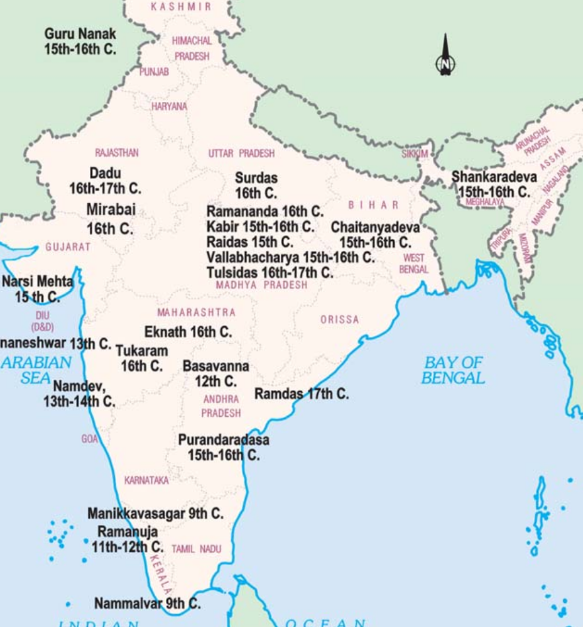 KASHMIR
Guru Nanak
15th-16th C.
HIMACHAL
PRADESH
N
PUNJAB
HARYANA
ARUNACHAL
PRADESH
ASSAM
NAGALAND
RAJASTHAN
UTTAR PRADESH
SIKKIM
Dadu
16th-17th C.
Surdas
16th C.
Shankaradeva
15th-16th C.
MEGHALAYA
MANIPUR
Mirabai
16th C.
BIHAR
Ramananda 16th C.
Kabir 15th-16th C.
Raidas 15th C.
Vallabhacharya 15th-16th C.
Tulsidas 16th-17th C.
Chaitanyadeva
15th-16th C.
TRIPURA
MIZORAM
GUJARAT
WEST
BENGAL
MADHYA PRADESH
Narsi Mehta
15 th C.
DIU
(D&D)
MAHARASHTRA
ORISSA
Eknath 16th C.
naneshwar 13th C.
Tukaram
16th C.
ARABIAN
SEA
BAY OF
BENGAL
Basavanna
12th C.
Namdev,
13th-14th C.
Ramdas 17th C.
ANDHRA
PRADESH
GOA
Purandaradasa
15th-16th C.
KARNATAKA
Manikkavasagar 9th C.
Ramanuja
11th-12th C.
TAMIL NADU
KERALA
Nammalvar 9th C.
INDIAN OCEAN